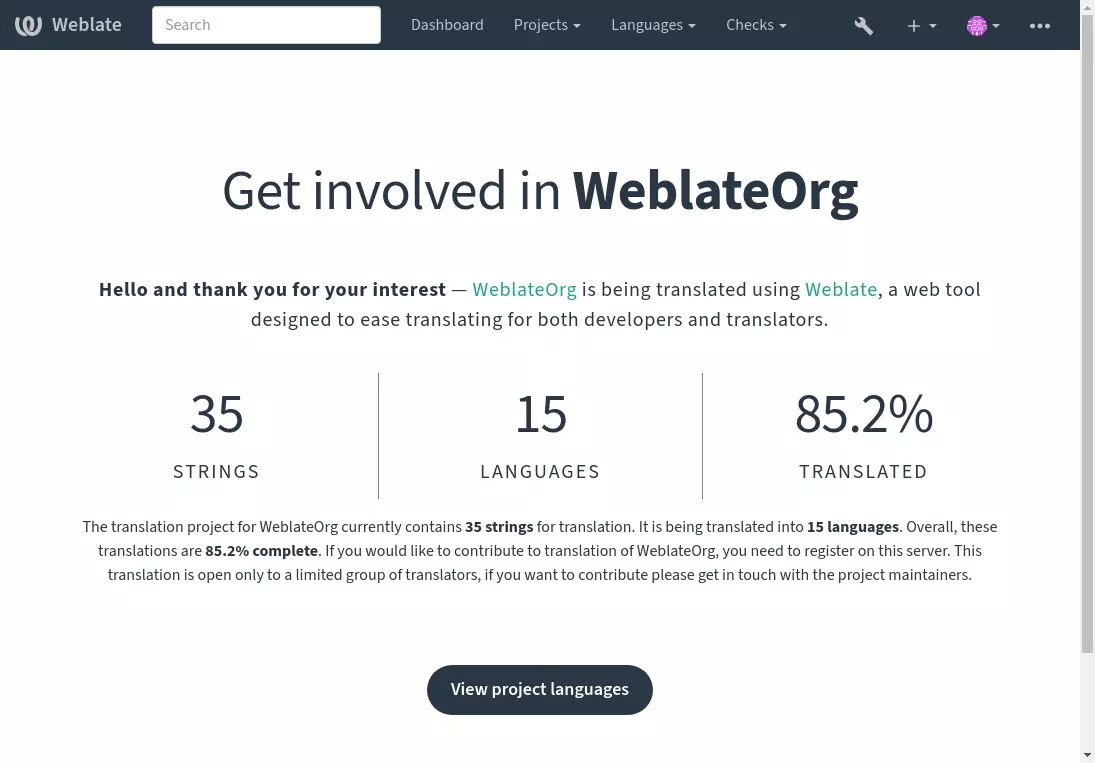 Weblate Search Dashboard Projects Languages Checks
Get involved in WeblateOrg
Hello and thank you for your interest — WeblateOrg is being translated using Weblate, a web tool
designed to ease translating for both developers and translators.
35 15 85.2%
STRINGS LANGUAGES TRANSLATED
The translation project for WeblateOrg currently contains 35 strings for translation. It is being translated into 15 languages. Overall, these
translations are 85.2% complete. If you would like to contribute to translation of WeblateOrg, you need to register on this server. This
translation is open only to a limited group of translators, if you want to contribute please get in touch with the project maintainers.
View project languages